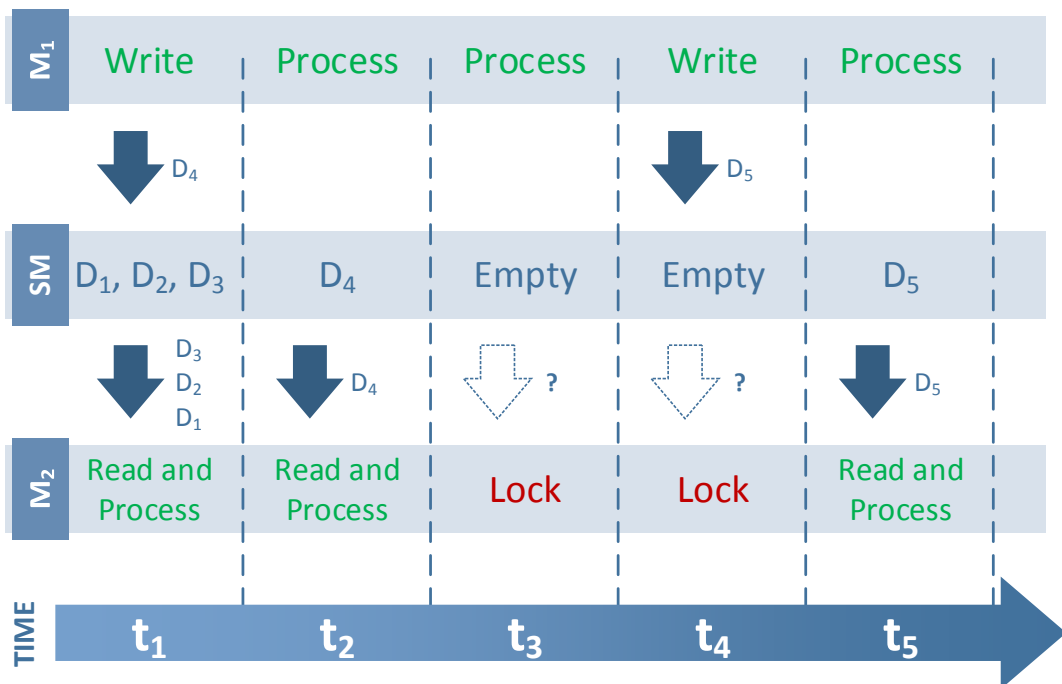 M₁
Write Process Process Write Process
D₄ D₅
SM
D₁, D₂, D₃ D₄ Empty Empty D₅
D₃
D₂ D₄ ? ? D₅
D₁
M₂
Read and Read and Lock Lock Read and
Process Process Process
TIME
t₁ t₂ t₃ t₄ t₅